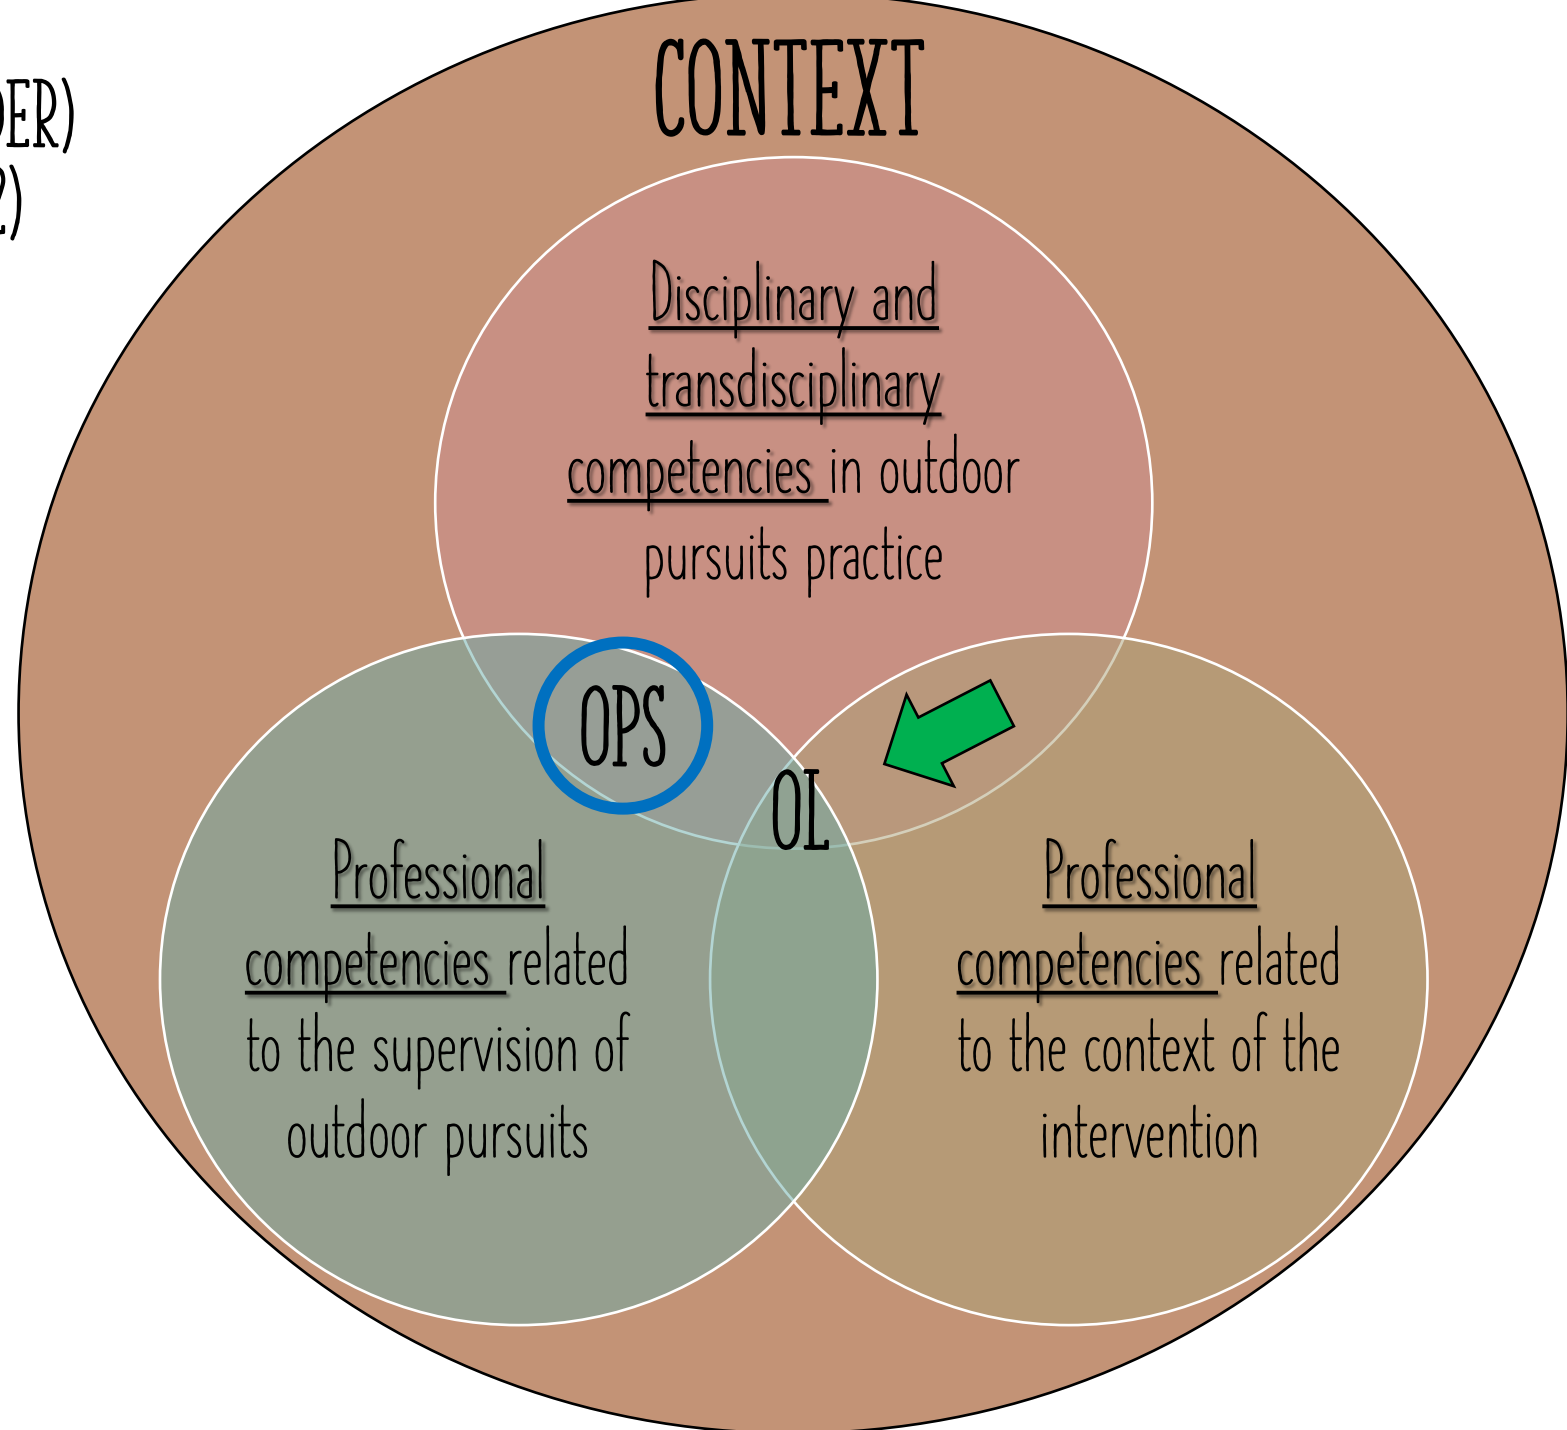 CONTEXT
Disciplinary and
transdisciplinary
competencies in outdoor
pursuits practice
OPS
OL
Professional
competencies related
to the supervision of
outdoor pursuits
Professional
competencies related
to the context of the
intervention